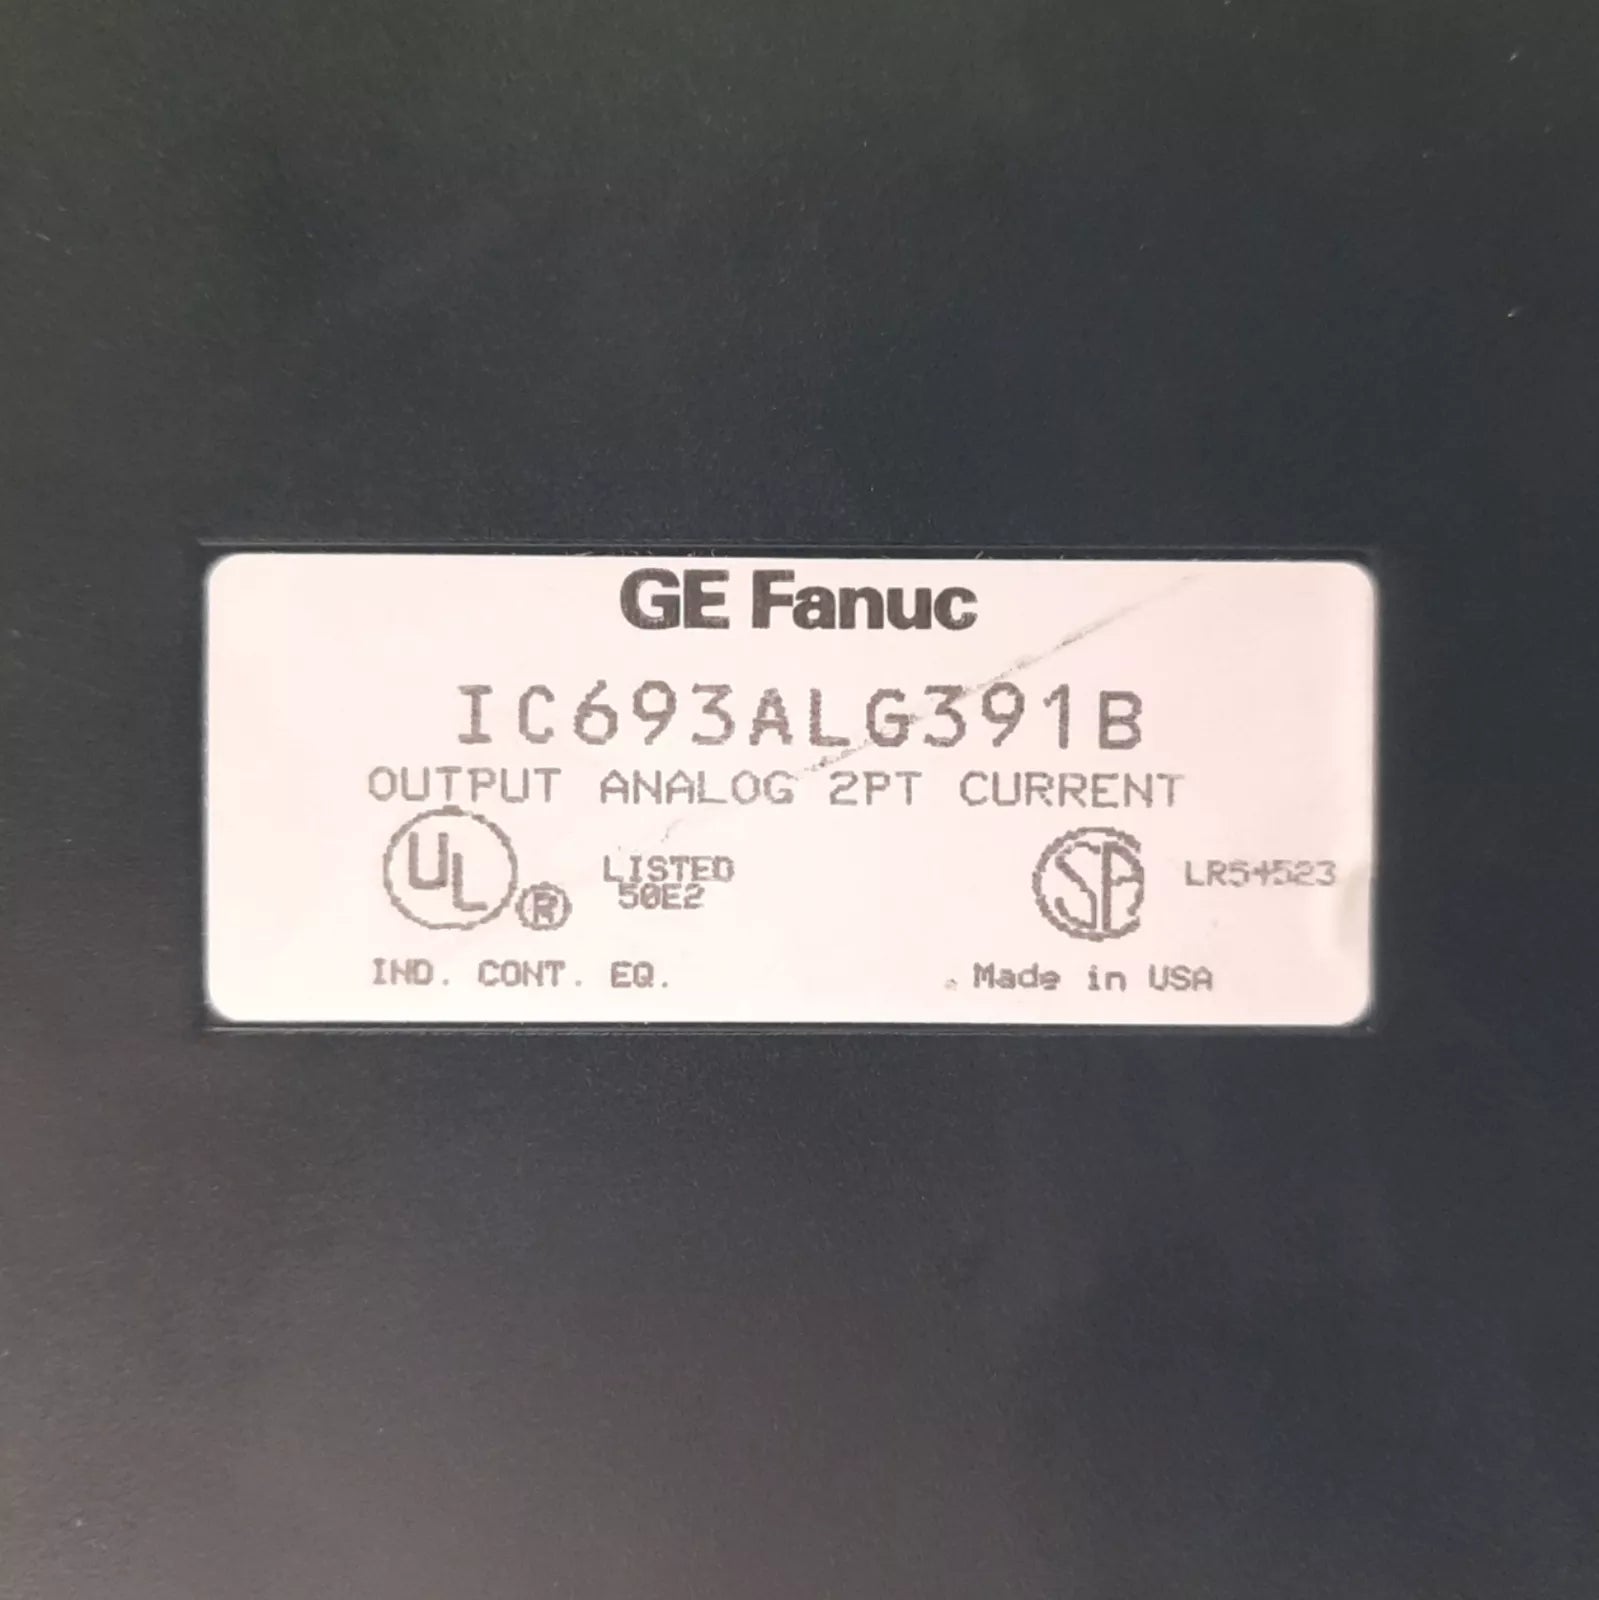 GE Fanuc
IC693ALG391B
OUTPUT ANALOG 2PT CURRENT
UL ® LISTED
50E2
SA LR54523
IND. CONT. EQ.
Made in USA